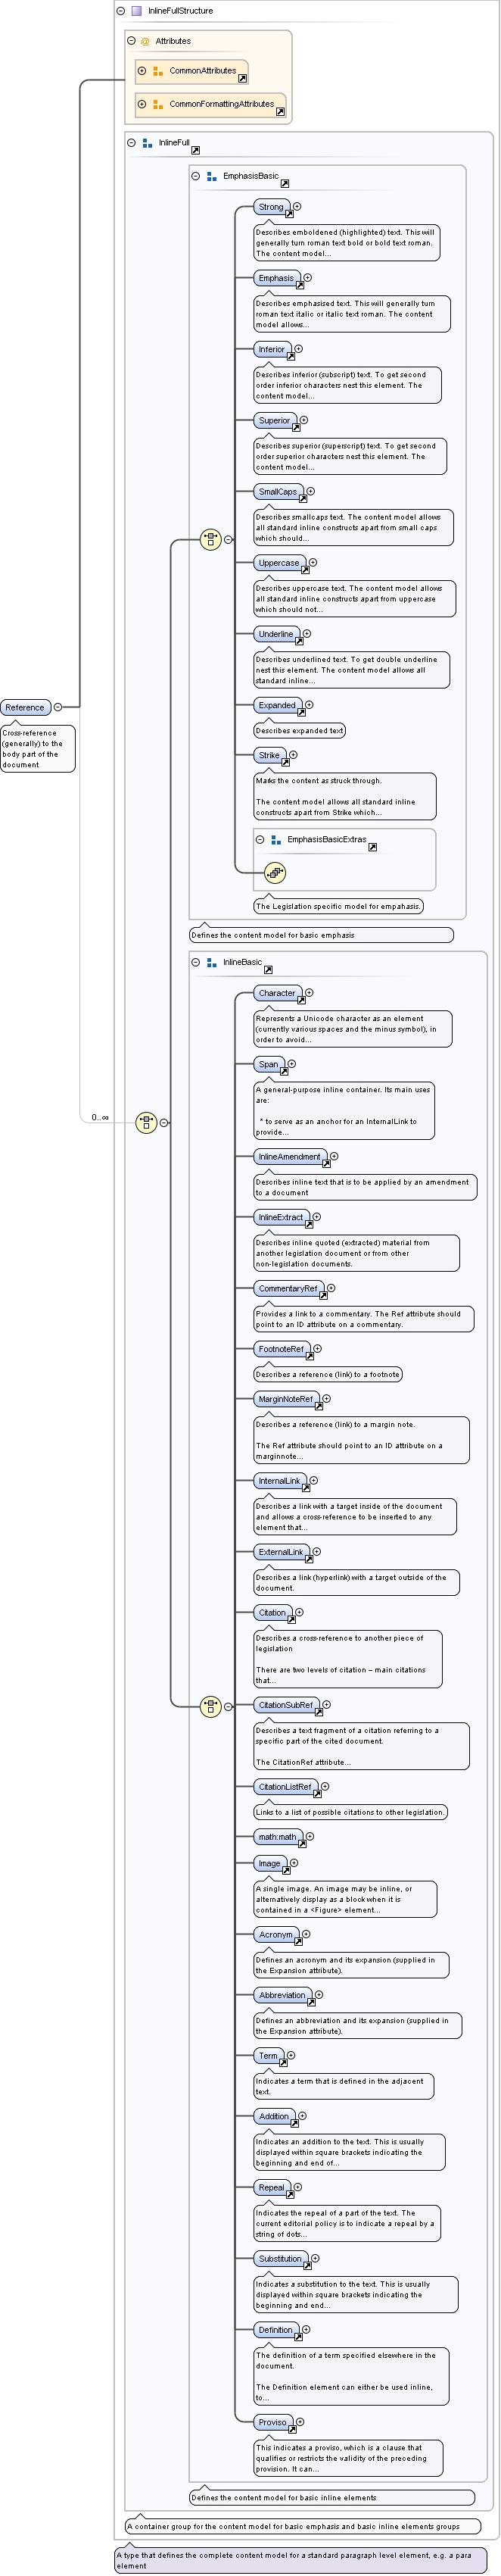 InlineFullStructure
Attributes
CommonAttributes
CommonFormattingAttributes
InlineFull
EmphasisBasic
Strong
Describes emboldened (highlighted) text. This will
generally turn roman text bold or bold text roman.
The content model...
Emphasis
Describes emphasised text. This will generally turn
roman text italic or italic text roman. The content
model allows...
Inferior
Describes inferior (subscript) text. To get second
order inferior characters nest this element. The
content model...
Superior
Describes superior (superscript) text. To get second
order superior characters nest this element. The
content model...
SmallCaps
Describes smallcaps text. The content model allows
all standard inline constructs apart from small caps
which should...
Uppercase
Describes uppercase text. The content model allows
all standard inline constructs apart from uppercase
which should not...
Underline
Describes underlined text. To get double underline
nest this element. The content model allows all
standard inline...
Expanded
Describes expanded text
Strike
Marks the content as struck through.
The content model allows all standard inline
constructs apart from Strike which...
EmphasisBasicExtras
The Legislation specific model for empahasis.
Defines the content model for basic emphasis
Reference
Cross-reference
(generally) to the
body part of the
document
InlineBasic
Character
Represents a Unicode character as an element
(currently various spaces and the minus symbol), in
order to avoid...
Span
A general-purpose inline container. Its main uses
are:
* to serve as an anchor for an InternalLink to
provide...
0..∞
InlineAmendment
Describes inline text that is to be applied by an amendment
to a document
InlineExtract
Describes inline quoted (extracted) material from
another legislation document or from other
non-legislation documents.
CommentaryRef
Provides a link to a commentary. The Ref attribute should
point to an ID attribute on a commentary.
FootnoteRef
Describes a reference (link) to a footnote
MarginNoteRef
Describes a reference (link) to a margin note.
The Ref attribute should point to an ID attribute on a
marginnote...
InternalLink
Describes a link with a target inside of the document
and allows a cross-reference to be inserted to any
element that...
ExternalLink
Describes a link (hyperlink) with a target outside of the
document.
Citation
Describes a cross-reference to another piece of
legislation
There are two levels of citation – main citations
that...
CitationSubRef
Describes a text fragment of a citation referring to a
specific part of the cited document.
The CitationRef attribute...
CitationListRef
Links to a list of possible citations to other legislation.
math:math
Image
A single image. An image may be inline, or
alternatively display as a block when it is
contained in a <Figure> element...
Acronym
Defines an acronym and its expansion (supplied in
the Expansion attribute).
Abbreviation
Defines an abbreviation and its expansion (supplied in
the Expansion attribute).
Term
Indicates a term that is defined in the adjacent
text.
Addition
Indicates an addition to the text. This is usually
displayed within square brackets indicating the
beginning and end of...
Repeal
Indicates the repeal of a part of the text. The
current editorial policy is to indicate a repeal by a
string of dots...
Substitution
Indicates a substitution to the text. This is usually
displayed within square brackets indicating the
beginning and end...
Definition
The definition of a term specified elsewhere in the
document.
The Definition element can either be used inline,
to...
Proviso
This indicates a proviso, which is a clause that
qualifies or restricts the validity of the preceding
provision. It can...
Defines the content model for basic inline elements
A container group for the content model for basic emphasis and basic inline elements groups
A type that defines the complete content model for a standard paragraph level element, e.g. a para
element